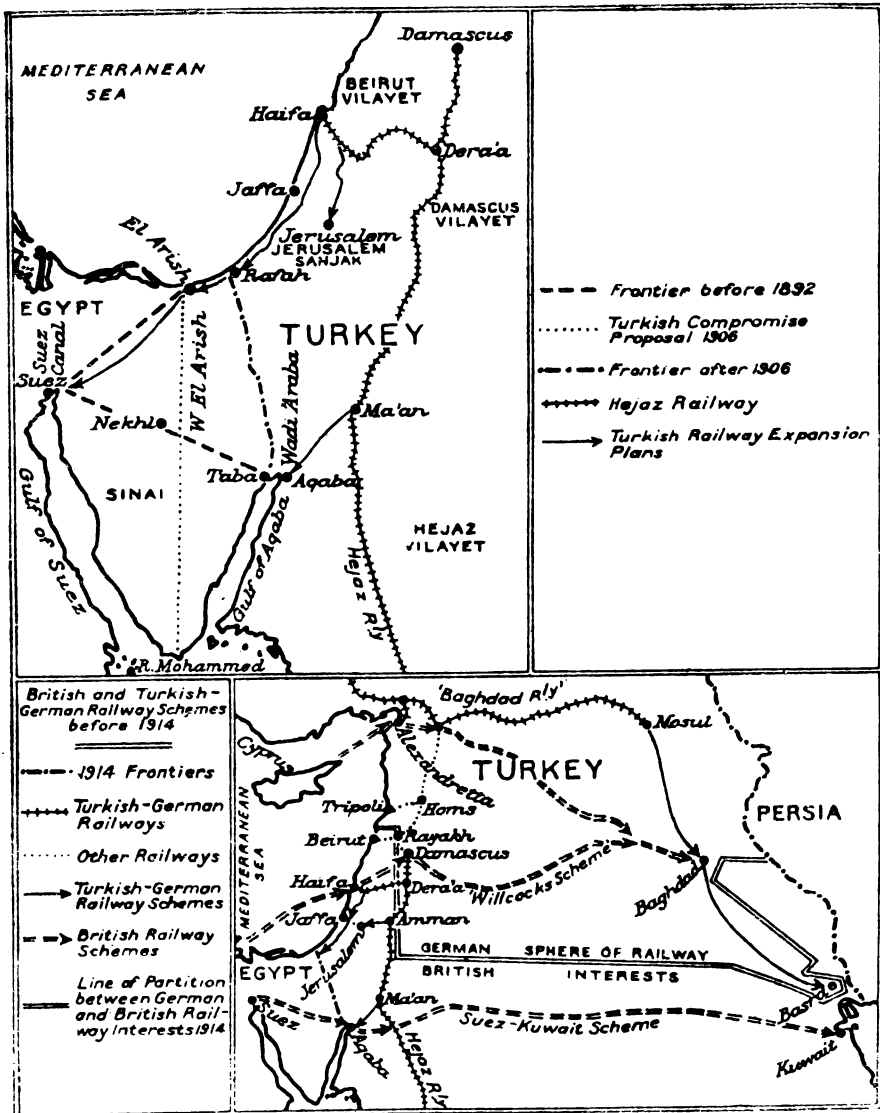 Damascus
MEDITERRANEAN
SEA
BEIRUT
VILAYET
Haifa
Dera'a
Jaffa
DAMASCUS
VILAYET
El Arish
Jerusalem
JERUSALEM
SANJAK
Rafah
EGYPT
TURKEY
Suez
Canal
Suez
W El Arish
Wadi Araba
Ma'an
Nekhl
Taba
Aqaba
SINAI
Gulf of Suez
Gulf of Aqaba
HEJAZ
VILAYET
Hejaz Rly
R. Mohammed
Frontier before 1892
Turkish Compromise
Proposal 1906
Frontier after 1906
Hejaz Railway
Turkish Railway Expansion
Plans
British and Turkish-
German Railway Schemes
before 1914
1914 Frontiers
Turkish-German
Railways
Other Railways
Turkish-German
Railway Schemes
British Railway
Schemes
Line of Partition
between German
and British Rail-
way Interests 1914
'Baghdad Rly'
Mosul
Cyprus
Alexandretta
TURKEY
Tripoli
Homs
PERSIA
MEDITERRANEAN
SEA
Beirut
Rayakh
Damascus
Haifa
Dera'a
Willcocks Scheme
Baghdad
Jaffa
Amman
Jerusalem
EGYPT
GERMAN SPHERE OF RAILWAY
BRITISH INTERESTS
Basra
Suez
Ma'an
Suez-Kuwait Scheme
Aqaba
Hejaz Rly
Kuwait